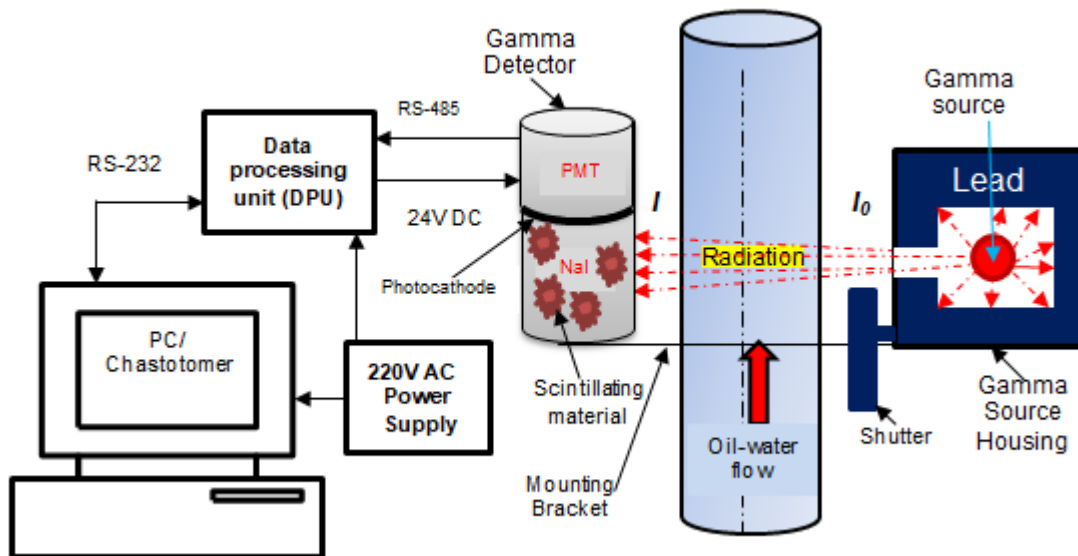 Gamma
Detector
Gamma
source
RS-485
Data
processing
unit (DPU)
RS-232
PMT
Lead
I
I0
24V DC
Radiation
NaI
Photocathode
PC/
Chastotomer
220V AC
Power
Supply
Scintillating
material
Gamma
Source
Housing
Shutter
Oil-water
flow
Mounting
Bracket